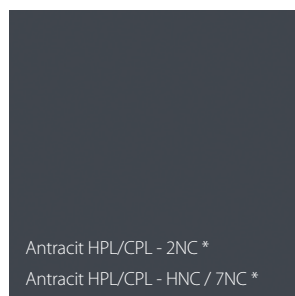 Antracit HPL/CPL - 2NC *
Antracit HPL/CPL - HNC / 7NC *